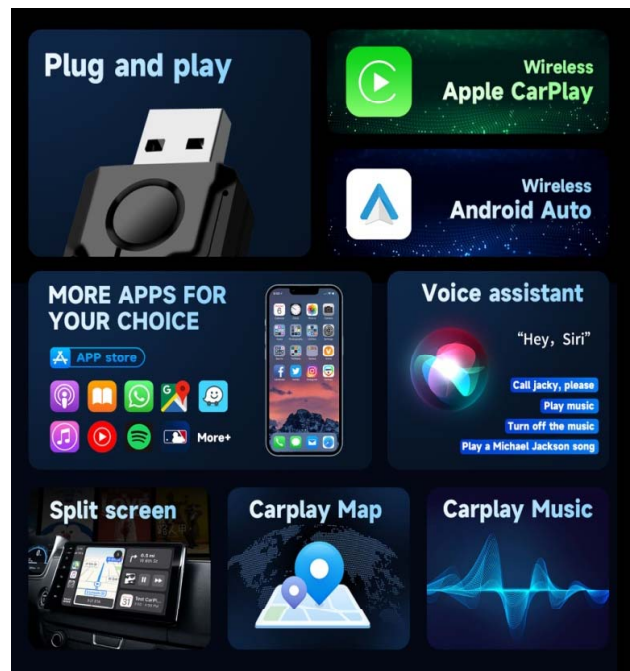 Plug and play
Wireless
Apple CarPlay
Wireless
Android Auto
MORE APPS FOR
YOUR CHOICE
APP store
More+
Voice assistant
“Hey, Siri”
Call jacky, please
Play music
Turn off the music
Play a Michael Jackson song
Split screen
Carplay Map
Carplay Music